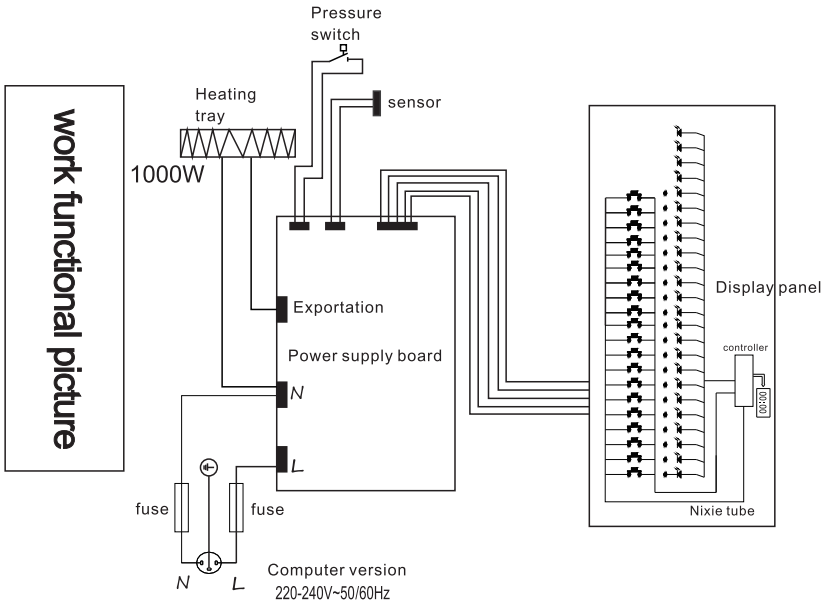 Pressure
switch
Heating
tray
sensor
1000W
work functional picture
Display panel
Exportation
controller
Power supply board
00:00
N
L
fuse
fuse
Nixie tube
Computer version
N
L
220-240V~50/60Hz